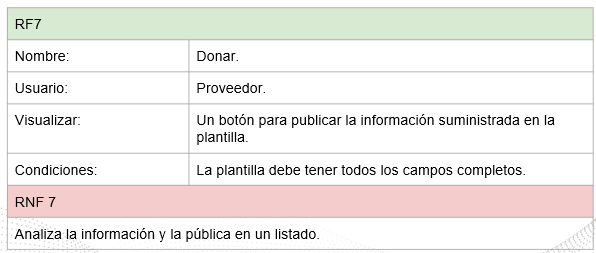 RF7
Nombre: Donar.
Usuario: Proveedor.
Visualizar: Un botón para publicar la información suministrada en la
plantilla.
Condiciones: La plantilla debe tener todos los campos completos.
RNF 7
Analiza la información y la pública en un listado.